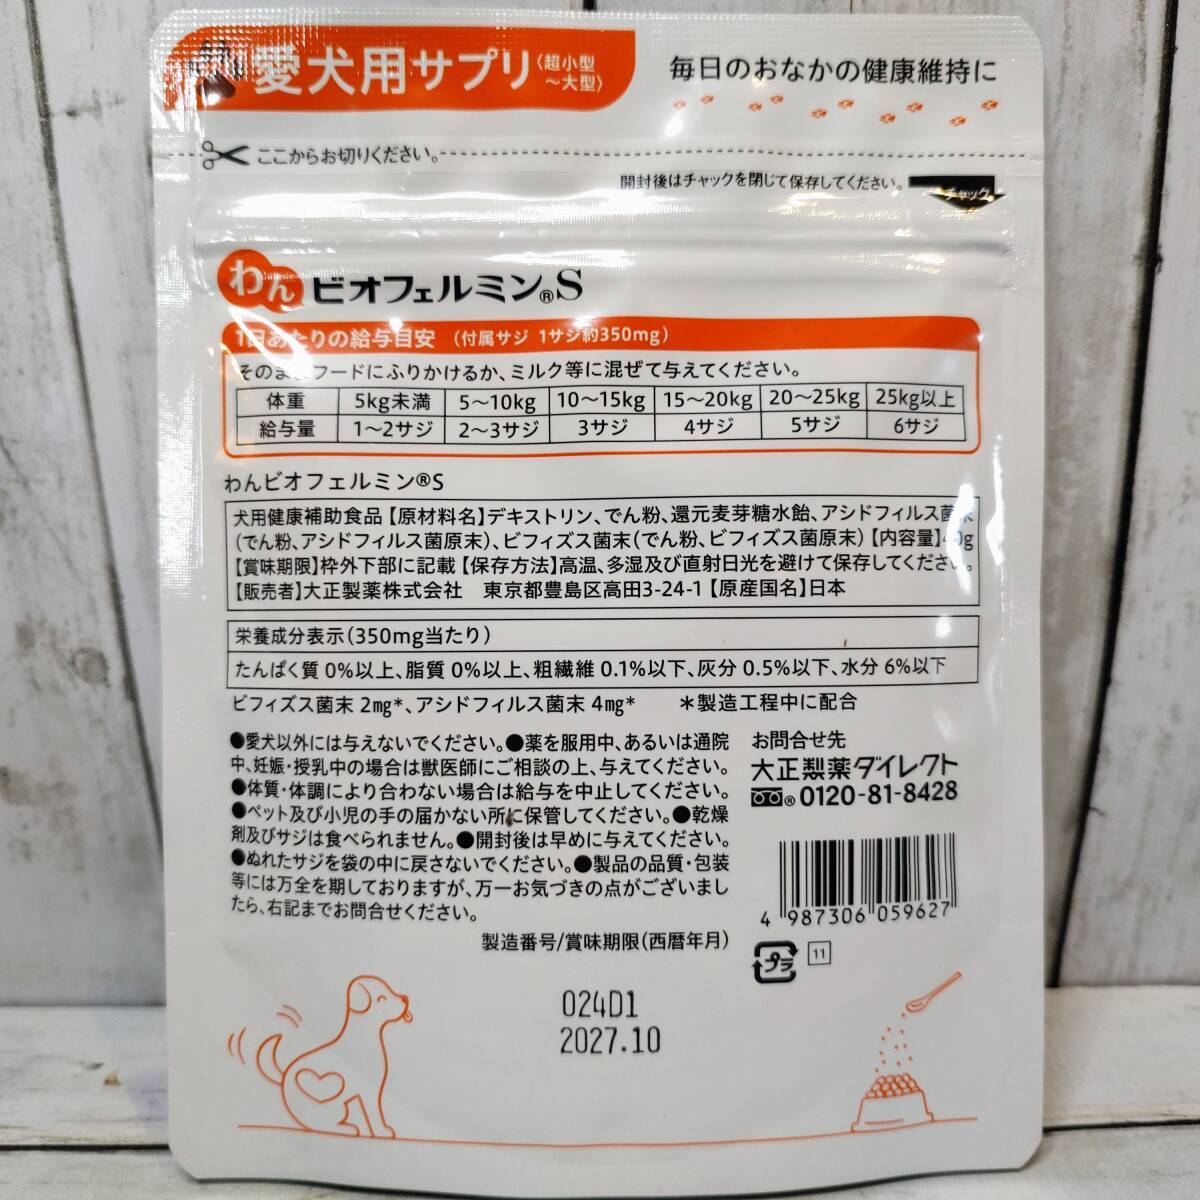 愛犬用サプリ〈超小型～大型〉
毎日のおなかの健康維持に
ここからお切りください。
開封後はチャックを閉じて保存してください。
チャック
わん ビオフェルミン®S
1日あたりの給与目安 (付属サジ 1サジ約350mg)
そのままフードにふりかけるか、ミルク等に混ぜて与えてください。
体重 5kg未満 5～10kg 10～15kg 15～20kg 20～25kg 25kg以上
給与量 1～2サジ 2～3サジ 3サジ 4サジ 5サジ 6サジ
わんビオフェルミン®S
犬用健康補助食品【原材料名】デキストリン、でん粉、還元麦芽糖水飴、アシドフィルス菌末
(でん粉、アシドフィルス菌原末)、ビフィズス菌末(でん粉、ビフィズス菌原末)【内容量】
【賞味期限】枠外下部に記載【保存方法】高温、多湿及び直射日光を避けて保存してください。
【販売者】大正製薬株式会社 東京都豊島区高田3-24-1【原産国名】日本
栄養成分表示(350mg当たり)
たんぱく質 0%以上、脂質 0%以上、粗繊維 0.1%以下、灰分 0.5%以下、水分 6%以下
ビフィズス菌末 2㎎*、アシドフィルス菌末 4㎎* ＊製造工程中に配合
●愛犬以外には与えないでください。●薬を服用中、あるいは通院
中、妊娠・授乳中の場合は獣医師にご相談の上、与えてください。
●体質・体調により合わない場合は給与を中止してください。
●ペット及び小児の手の届かない所に保管してください。●乾燥
剤及びサジは食べられません。●開封後は早めに与えてください。
●ぬれたサジを袋の中に戻さないでください。●製品の品質・包装
等には万全を期しておりますが、万一お気づきの点がございまし
たら、右記までお問合せください。
お問合せ先
大正製薬ダイレクト
® 0120-81-8428
4 987306 059627
製造番号/賞味期限(西暦年月)
プラ
11
024D1
2027.10